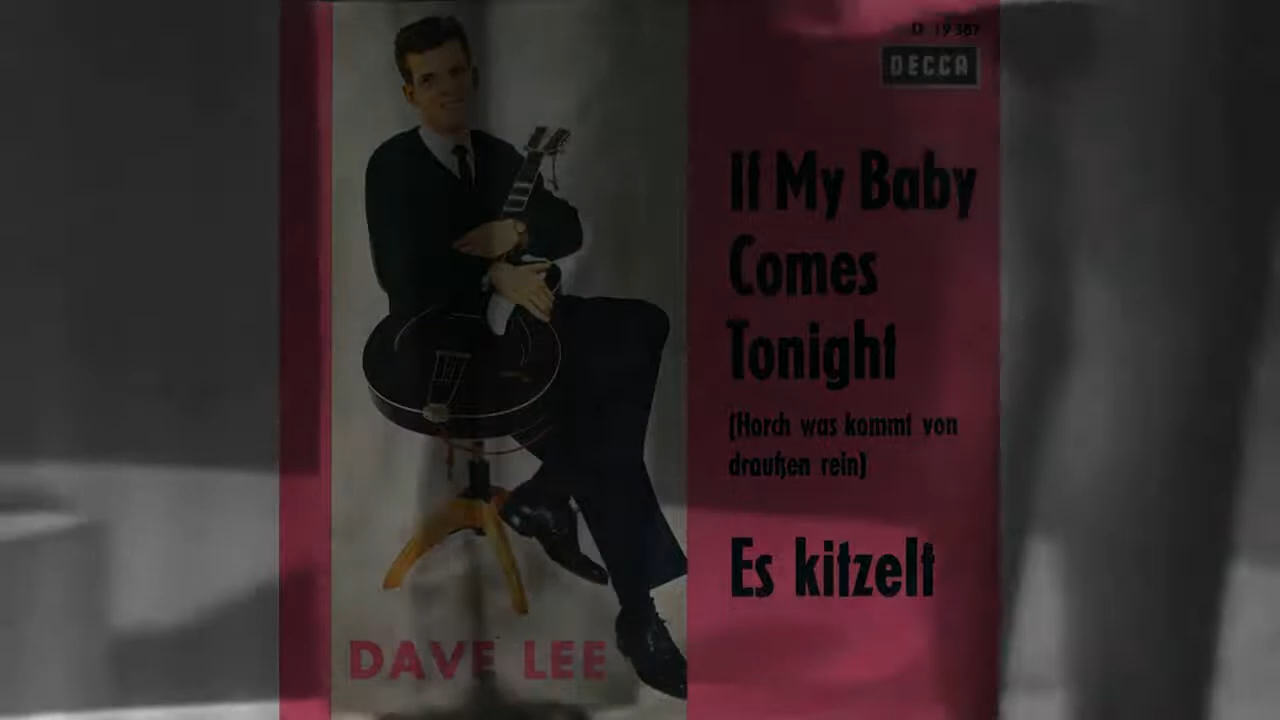 D 19 387
DECCA
If My Baby
Comes
Tonight
(Horch was kommt von
draußen rein)
Es kitzelt
DAVE LEE